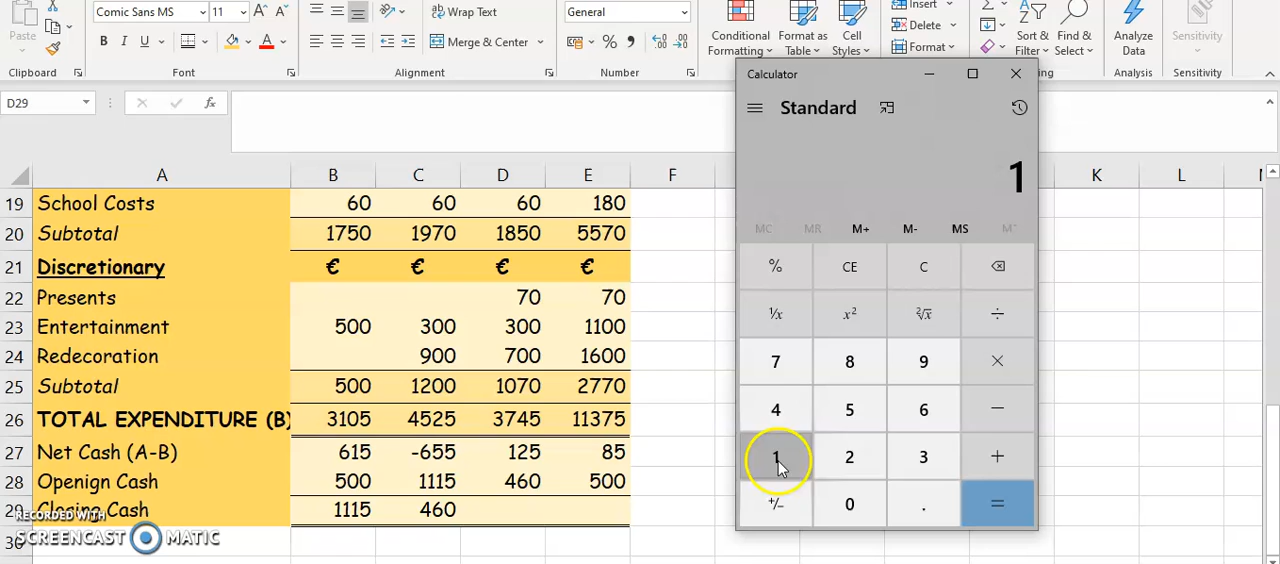 Insert
Comic Sans MS 11 A A Wrap Text General
Paste Delete
B I U A Merge & Center % , Conditional Formatting Format as Table Cell Styles Format Sort & Filter Find & Select Analyze Data Sensitivity
Clipboard Font Alignment Number Analysis Sensitivity
D29 fx
A B C D E F K L
19 School Costs 60 60 60 180
20 Subtotal 1750 1970 1850 5570
21 Discretionary € € € €
22 Presents 70 70
23 Entertainment 500 300 300 1100
24 Redecoration 900 700 1600
25 Subtotal 500 1200 1070 2770
26 TOTAL EXPENDITURE (B) 3105 4525 3745 11375
27 Net Cash (A-B) 615 -655 125 85
28 Openign Cash 500 1115 460 500
29 Closing Cash 1115 460
30
RECORDED WITH
SCREENCAST MATIC
Calculator
Standard
1
MC MR M+ M- MS M
% CE C
1/x x² ²√x ÷
7 8 9 ×
4 5 6 −
1 2 3 +
+/− 0 . =